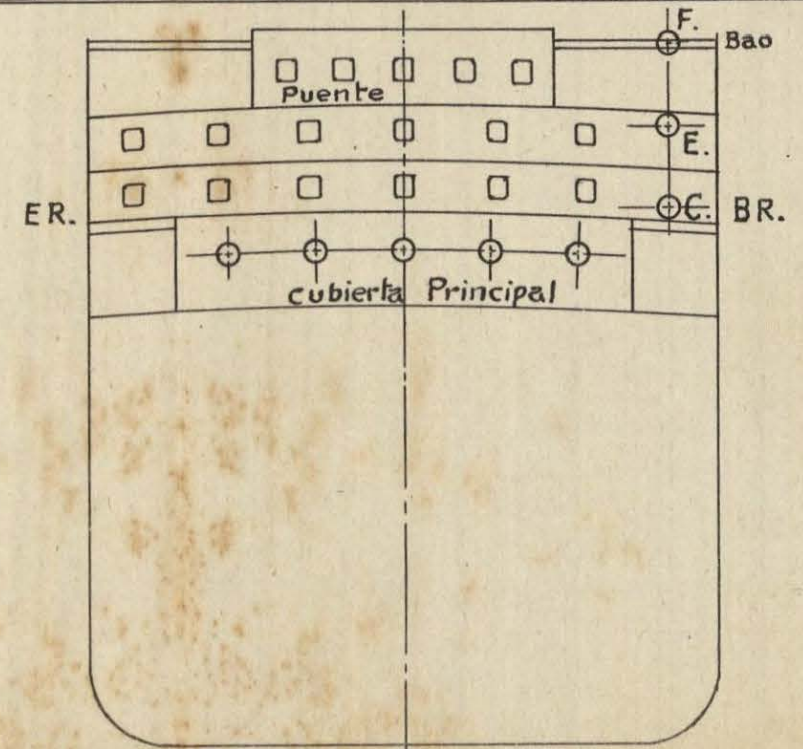 F.
Bao
Puente
E.
ER.
C.
BR.
cubierta Principal